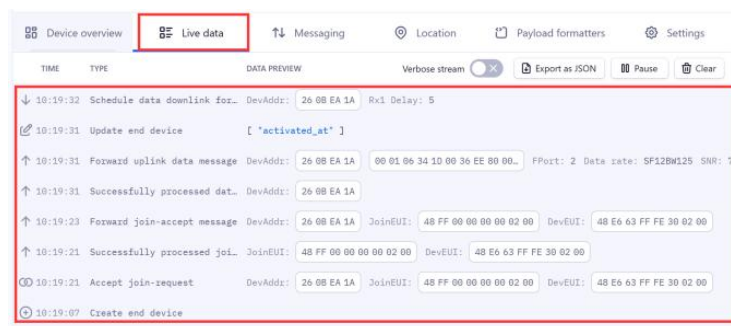 Device overview Live data Messaging Location Payload formatters Settings
TIME TYPE DATA PREVIEW Verbose stream Export as JSON Pause Clear
10:19:32 Schedule data downlink for… DevAddr: 26 0B EA 1A Rx1 Delay: 5
10:19:31 Update end device [ "activated_at" ]
10:19:31 Forward uplink data message DevAddr: 26 0B EA 1A 00 01 06 34 1D 00 36 EE 80 00… FPort: 2 Data rate: SF12BW125 SNR: 7
10:19:31 Successfully processed dat… DevAddr: 26 0B EA 1A
10:19:23 Forward join-accept message DevAddr: 26 0B EA 1A JoinEUI: 48 FF 00 00 00 00 02 00 DevEUI: 48 E6 63 FF FE 30 02 00
10:19:21 Successfully processed joi… JoinEUI: 48 FF 00 00 00 00 02 00 DevEUI: 48 E6 63 FF FE 30 02 00
10:19:21 Accept join-request DevAddr: 26 0B EA 1A JoinEUI: 48 FF 00 00 00 00 02 00 DevEUI: 48 E6 63 FF FE 30 02 00
10:19:07 Create end device